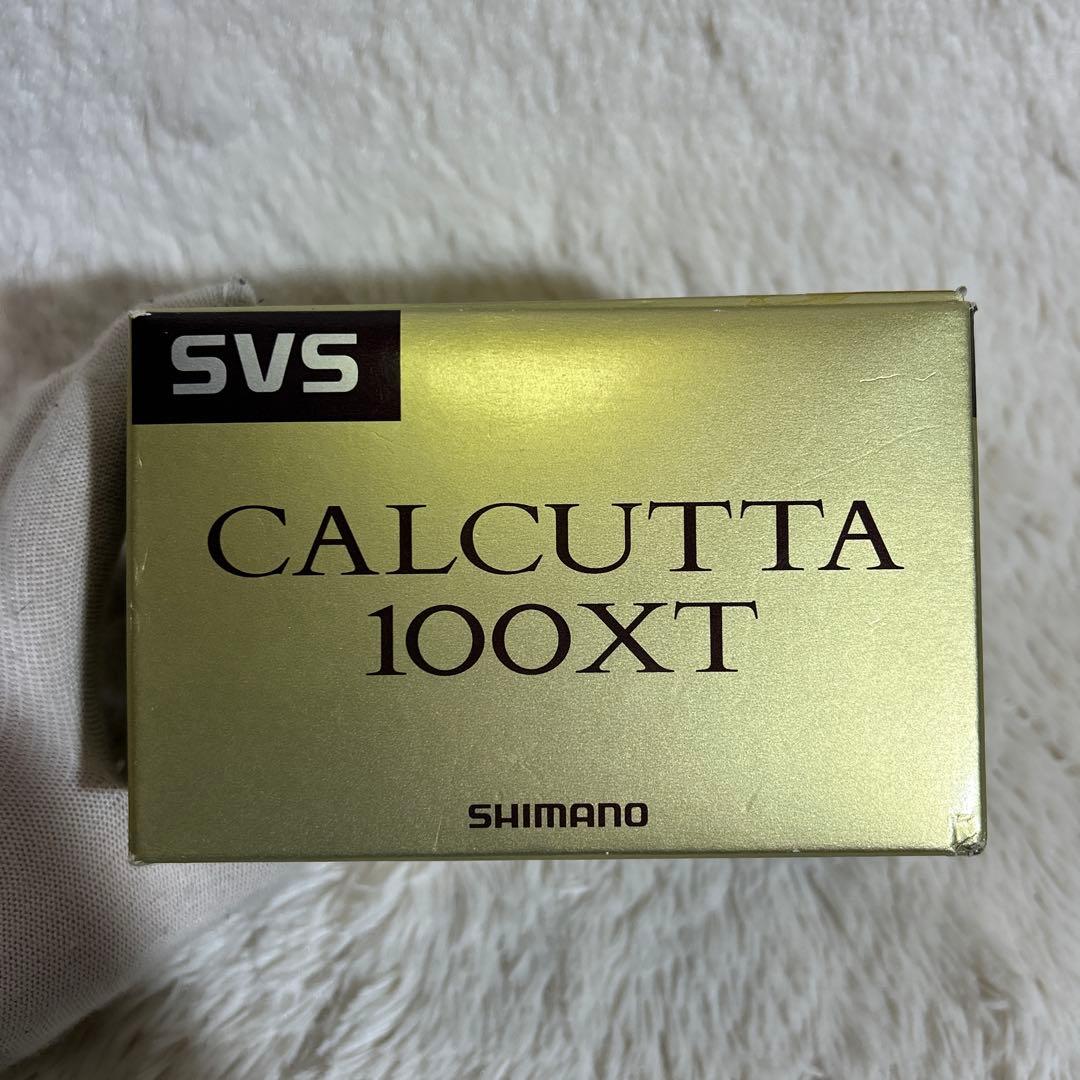 SVS
CALCUTTA
100XT
SHIMANO